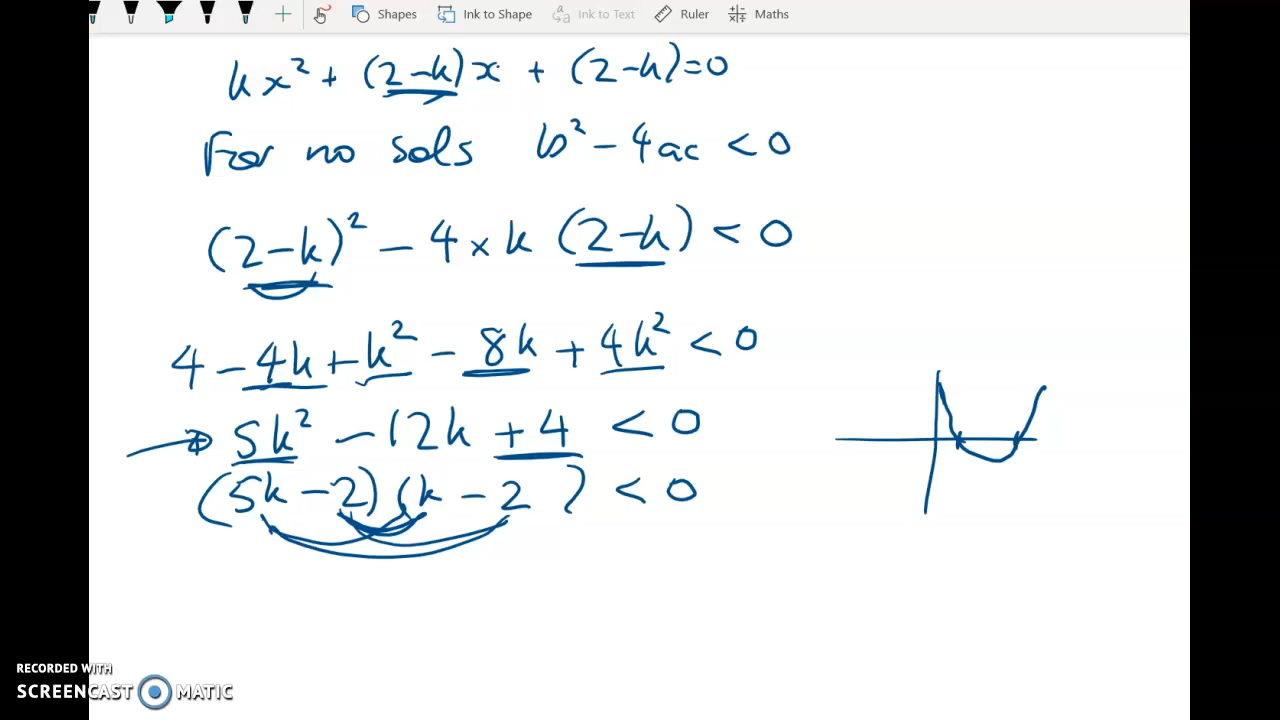 Shapes Ink to Shape Ink to Text Ruler Maths
kx² + (2-k)x + (2-k)=0
For no sols b² - 4ac < 0
(2-k)² - 4 × k (2-k) < 0
4 - 4k + k² - 8k + 4k² < 0
→ 5k² - 12k + 4 < 0
(5k - 2) (k - 2 ) < 0
RECORDED WITH
SCREENCAST MATIC